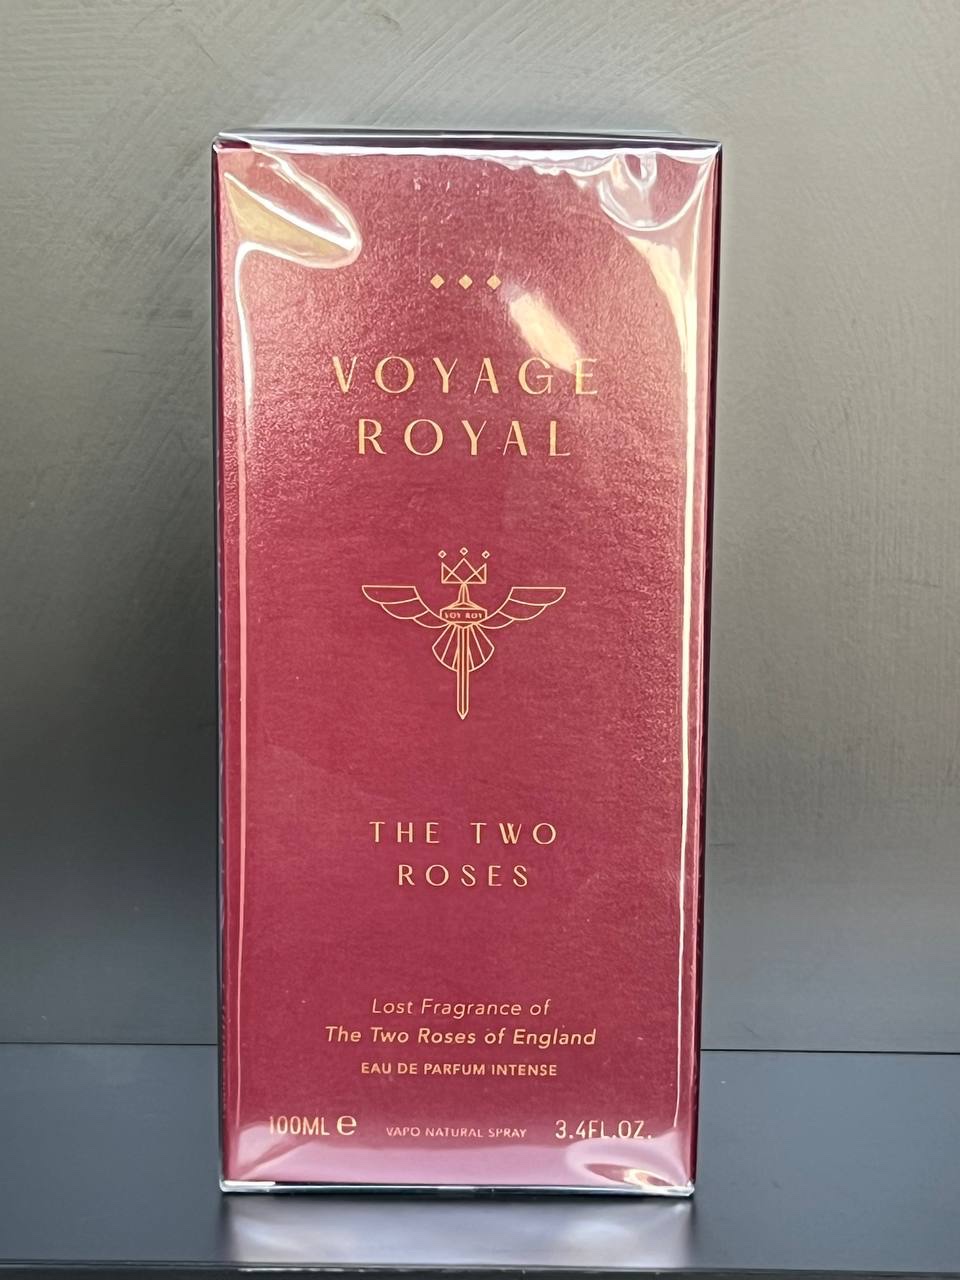 VOYAGE
ROYAL
VOY ROY
THE TWO
ROSES
Lost Fragrance of
The Two Roses of England
EAU DE PARFUM INTENSE
100ML ℮ VAPO NATURAL SPRAY 3.4FL.OZ.